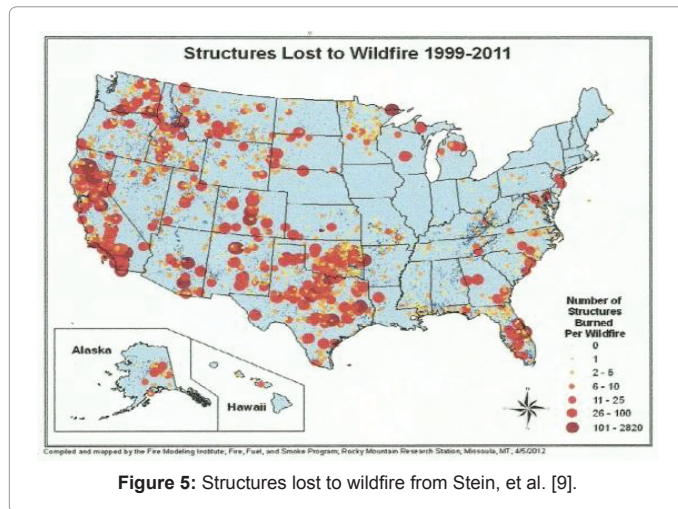 Structures Lost to Wildfire 1999-2011
Number of
Structures
Burned
Per Wildfire
0
1
2 - 5
6 - 10
11 - 25
26 - 100
101 - 2820
Alaska
Hawaii
Compiled and mapped by the Fire Modeling Institute; Fire, Fuel, and Smoke Program; Rocky Mountain Research Station; Missoula, MT; 4/5/2012
Figure 5: Structures lost to wildfire from Stein, et al. [9].